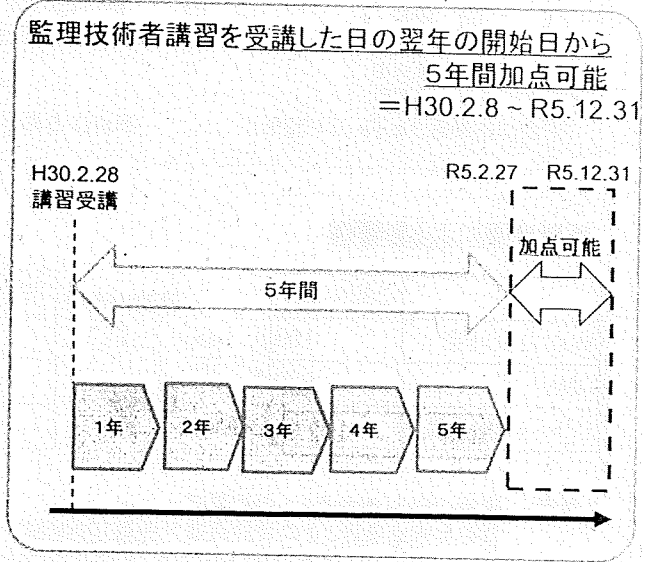 監理技術者講習を受講した日の翌年の開始日から
5年間加点可能
＝H30.2.8 ~ R5.12.31
H30.2.28
講習受講
R5.2.27
R5.12.31
加点可能
5年間
1年
2年
3年
4年
5年